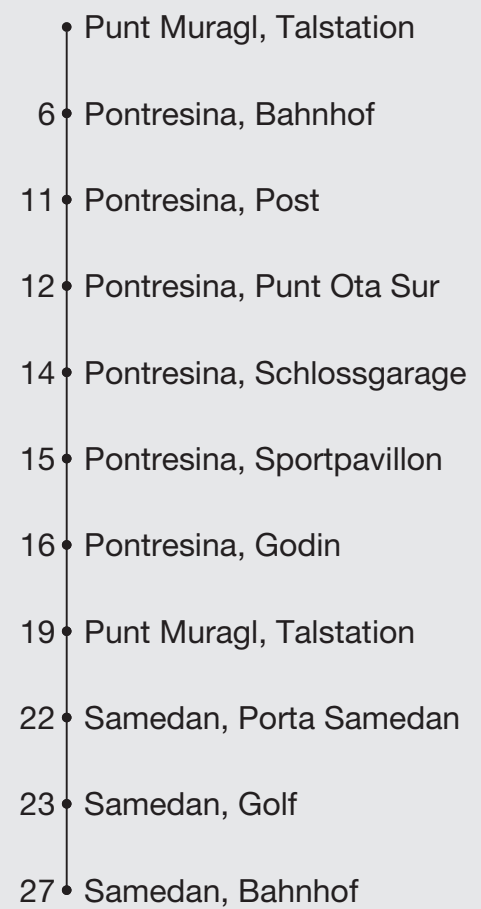 Punt Muragl, Talstation
6 Pontresina, Bahnhof
11 Pontresina, Post
12 Pontresina, Punt Ota Sur
14 Pontresina, Schlossgarage
15 Pontresina, Sportpavillon
16 Pontresina, Godin
19 Punt Muragl, Talstation
22 Samedan, Porta Samedan
23 Samedan, Golf
27 Samedan, Bahnhof